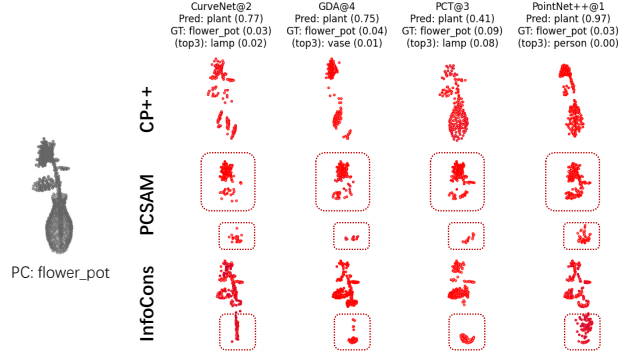 CurveNet@2
Pred: plant (0.77)
GT: flower_pot (0.03)
(top3): lamp (0.02)
GDA@4
Pred: plant (0.75)
GT: flower_pot (0.04)
(top3): vase (0.01)
PCT@3
Pred: plant (0.41)
GT: flower_pot (0.09)
(top3): lamp (0.08)
PointNet++@1
Pred: plant (0.97)
GT: flower_pot (0.03)
(top3): person (0.00)
CP++
PCSAM
InfoCons
PC: flower_pot